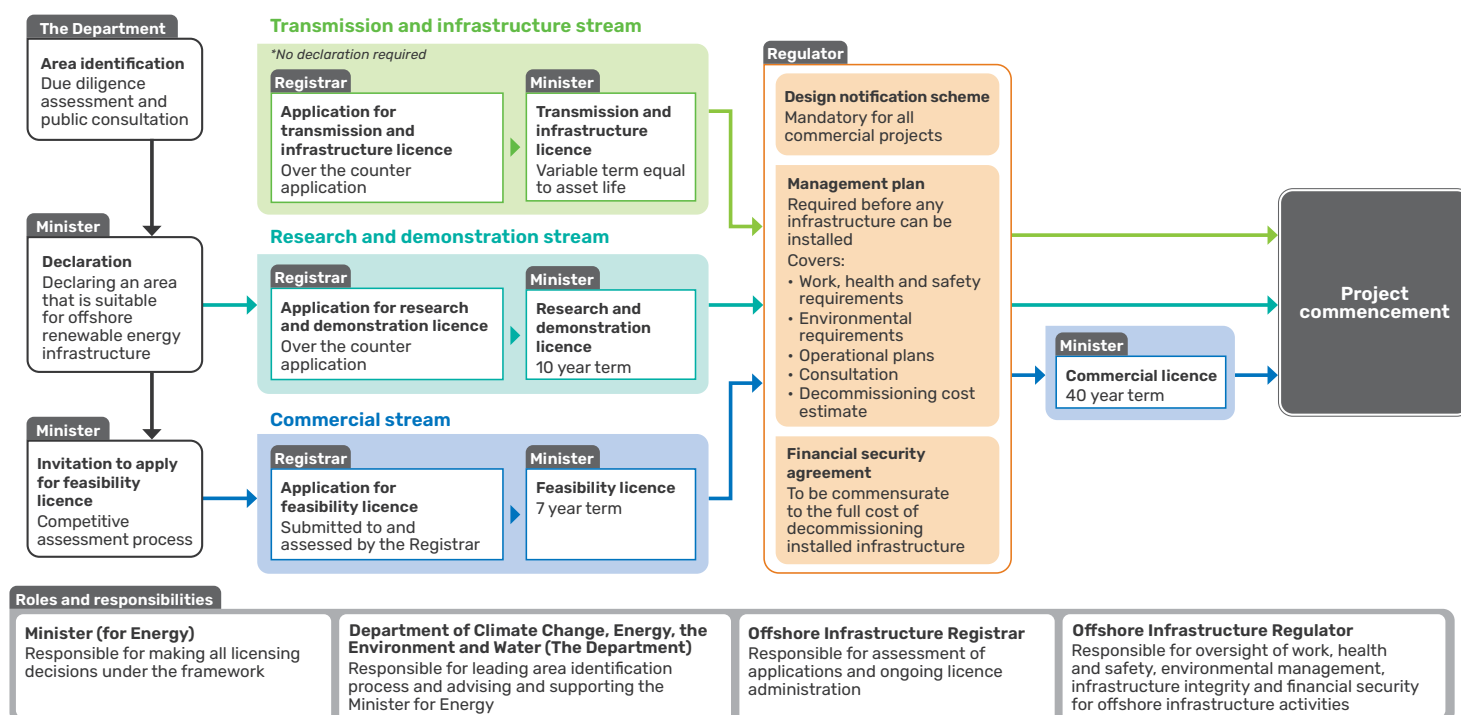 The Department
Area identification
Due diligence
assessment and
public consultation
Minister
Declaration
Declaring an area
that is suitable
for offshore
renewable energy
infrastructure
Minister
Invitation to apply
for feasibility
licence
Competitive
assessment process
Transmission and infrastructure stream
*No declaration required
Registrar
Application for
transmission and
infrastructure licence
Over the counter
application
Minister
Transmission and
infrastructure
licence
Variable term equal
to asset life
Research and demonstration stream
Registrar
Application for research
and demonstration licence
Over the counter
application
Minister
Research and
demonstration
licence
10 year term
Commercial stream
Registrar
Application for
feasibility licence
Submitted to and
assessed by the Registrar
Minister
Feasibility licence
7 year term
Regulator
Design notification scheme
Mandatory for all
commercial projects
Management plan
Required before any
infrastructure can be
installed
Covers:
• Work, health and safety
requirements
• Environmental
requirements
• Operational plans
• Consultation
• Decommissioning cost
estimate
Financial security
agreement
To be commensurate
to the full cost of
decommissioning
installed infrastructure
Minister
Commercial licence
40 year term
Project
commencement
Roles and responsibilities
Minister (for Energy)
Responsible for making all licensing
decisions under the framework
Department of Climate Change, Energy, the
Environment and Water (The Department)
Responsible for leading area identification
process and advising and supporting the
Minister for Energy
Offshore Infrastructure Registrar
Responsible for assessment of
applications and ongoing licence
administration
Offshore Infrastructure Regulator
Responsible for oversight of work, health
and safety, environmental management,
infrastructure integrity and financial security
for offshore infrastructure activities